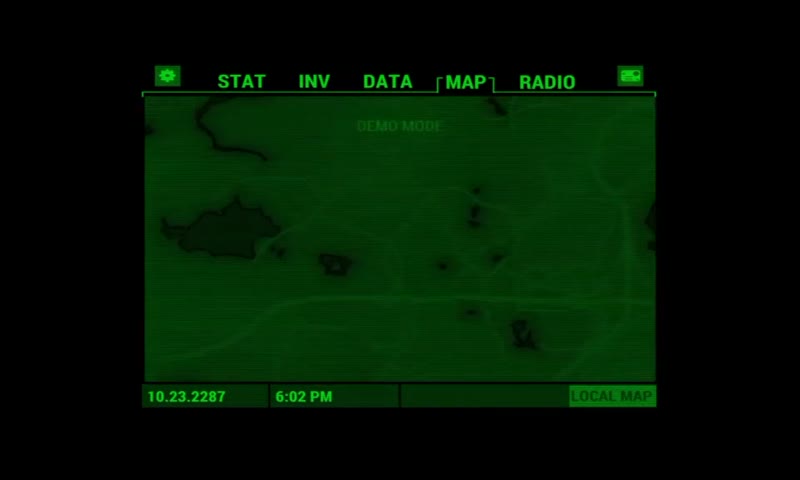 STAT INV DATA MAP RADIO
DEMO MODE
10.23.2287 6:02 PM LOCAL MAP